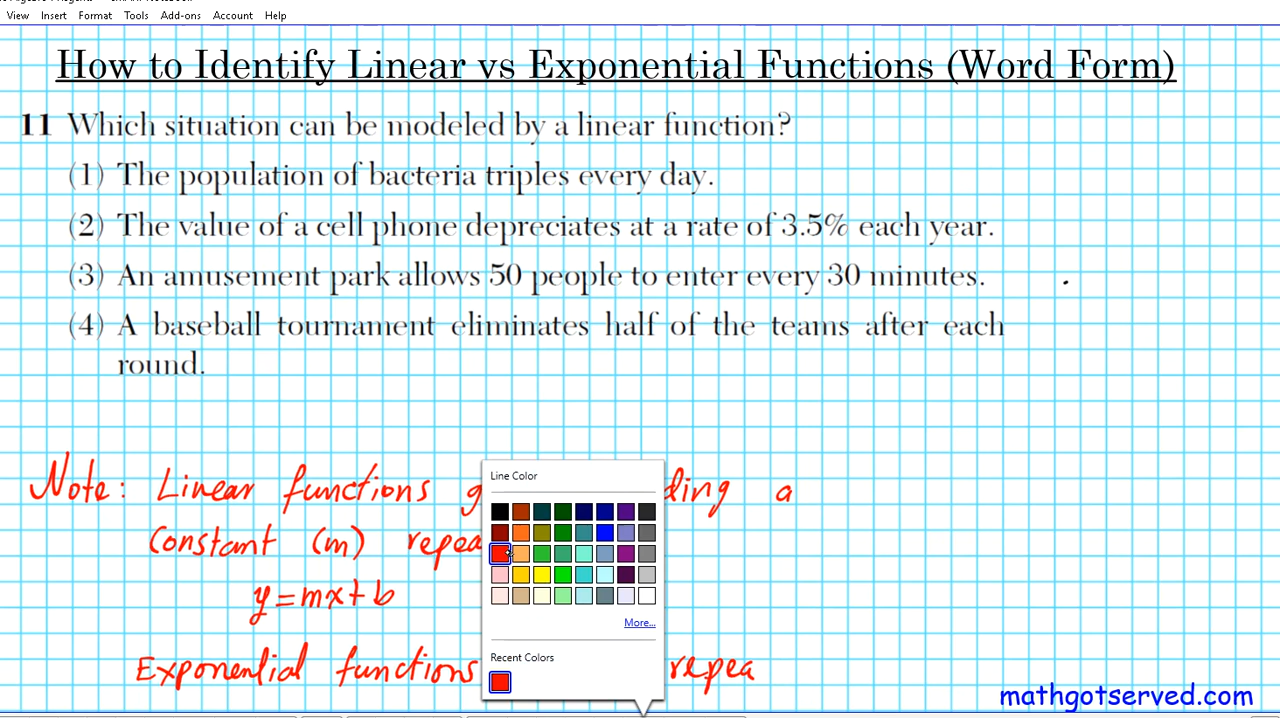 View Insert Format Tools Add-ons Account Help
How to Identify Linear vs Exponential Functions (Word Form)
11 Which situation can be modeled by a linear function?
(1) The population of bacteria triples every day.
(2) The value of a cell phone depreciates at a rate of 3.5% each year.
(3) An amusement park allows 50 people to enter every 30 minutes.
(4) A baseball tournament eliminates half of the teams after each
round.
Note: Linear functions a
Constant (m)
y=mx+b
Exponential functions repea
Line Color
More...
Recent Colors
mathgotserved.com